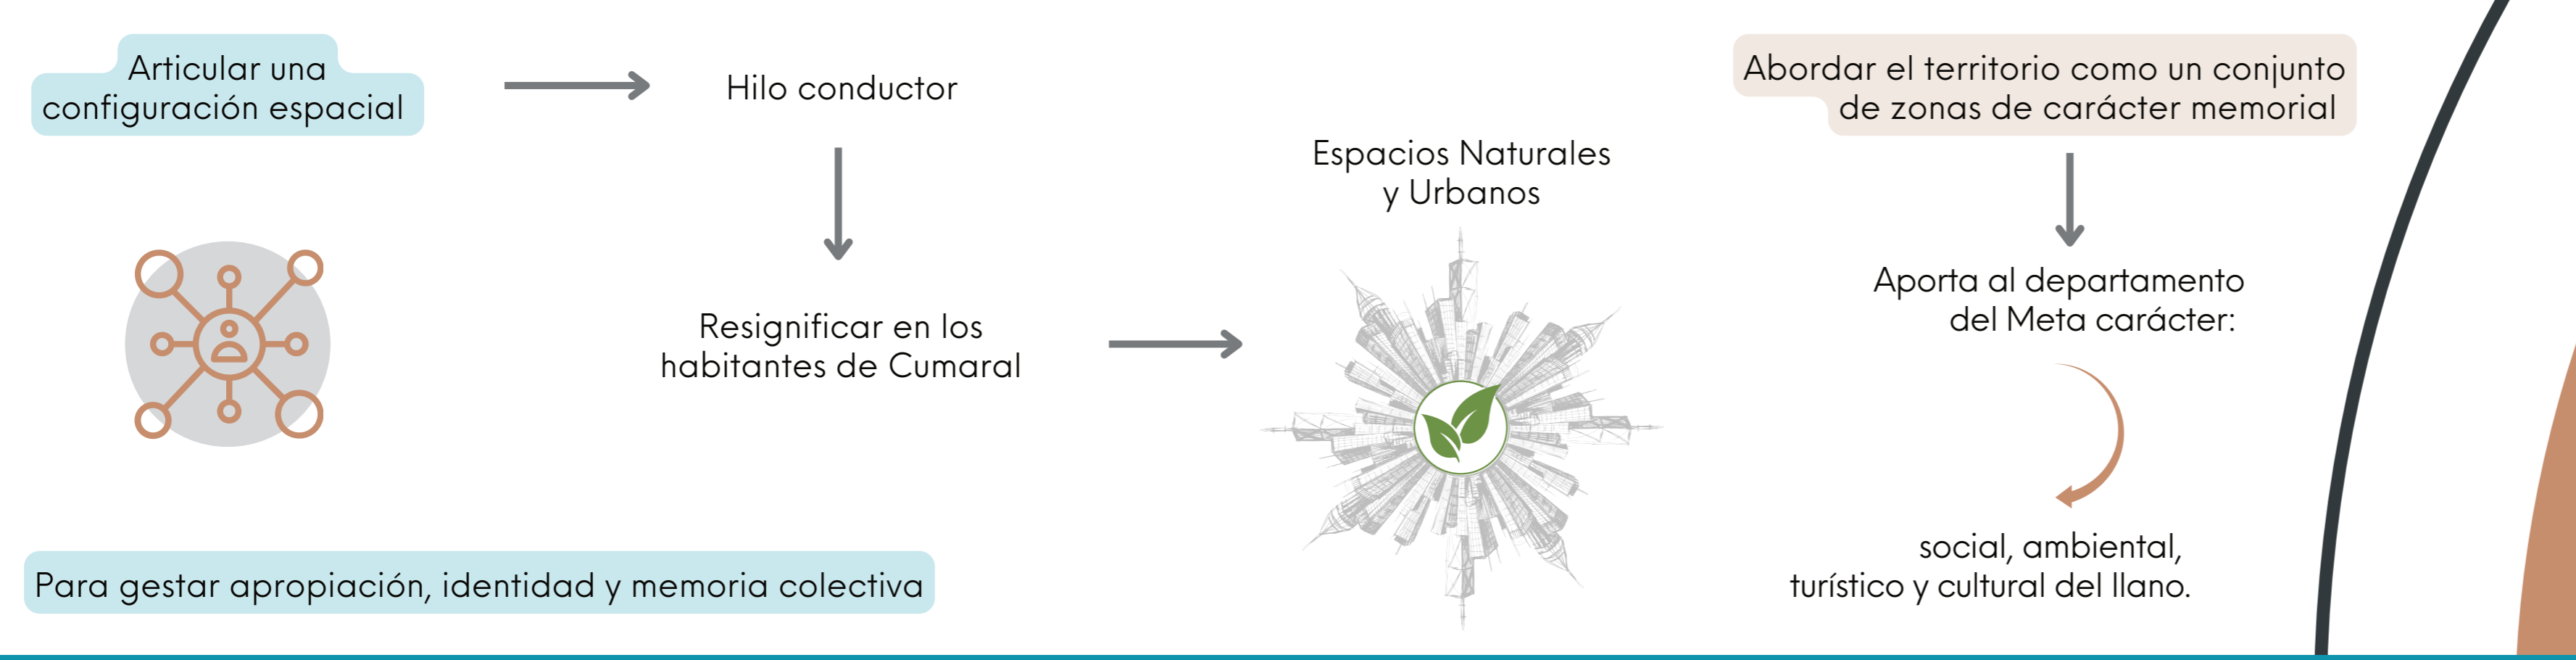 Articular una
configuración espacial
Hilo conductor
Resignificar en los
habitantes de Cumaral
Para gestar apropiación, identidad y memoria colectiva
Espacios Naturales
y Urbanos
Abordar el territorio como un conjunto
de zonas de carácter memorial
Aporta al departamento
del Meta carácter:
social, ambiental,
turístico y cultural del llano.